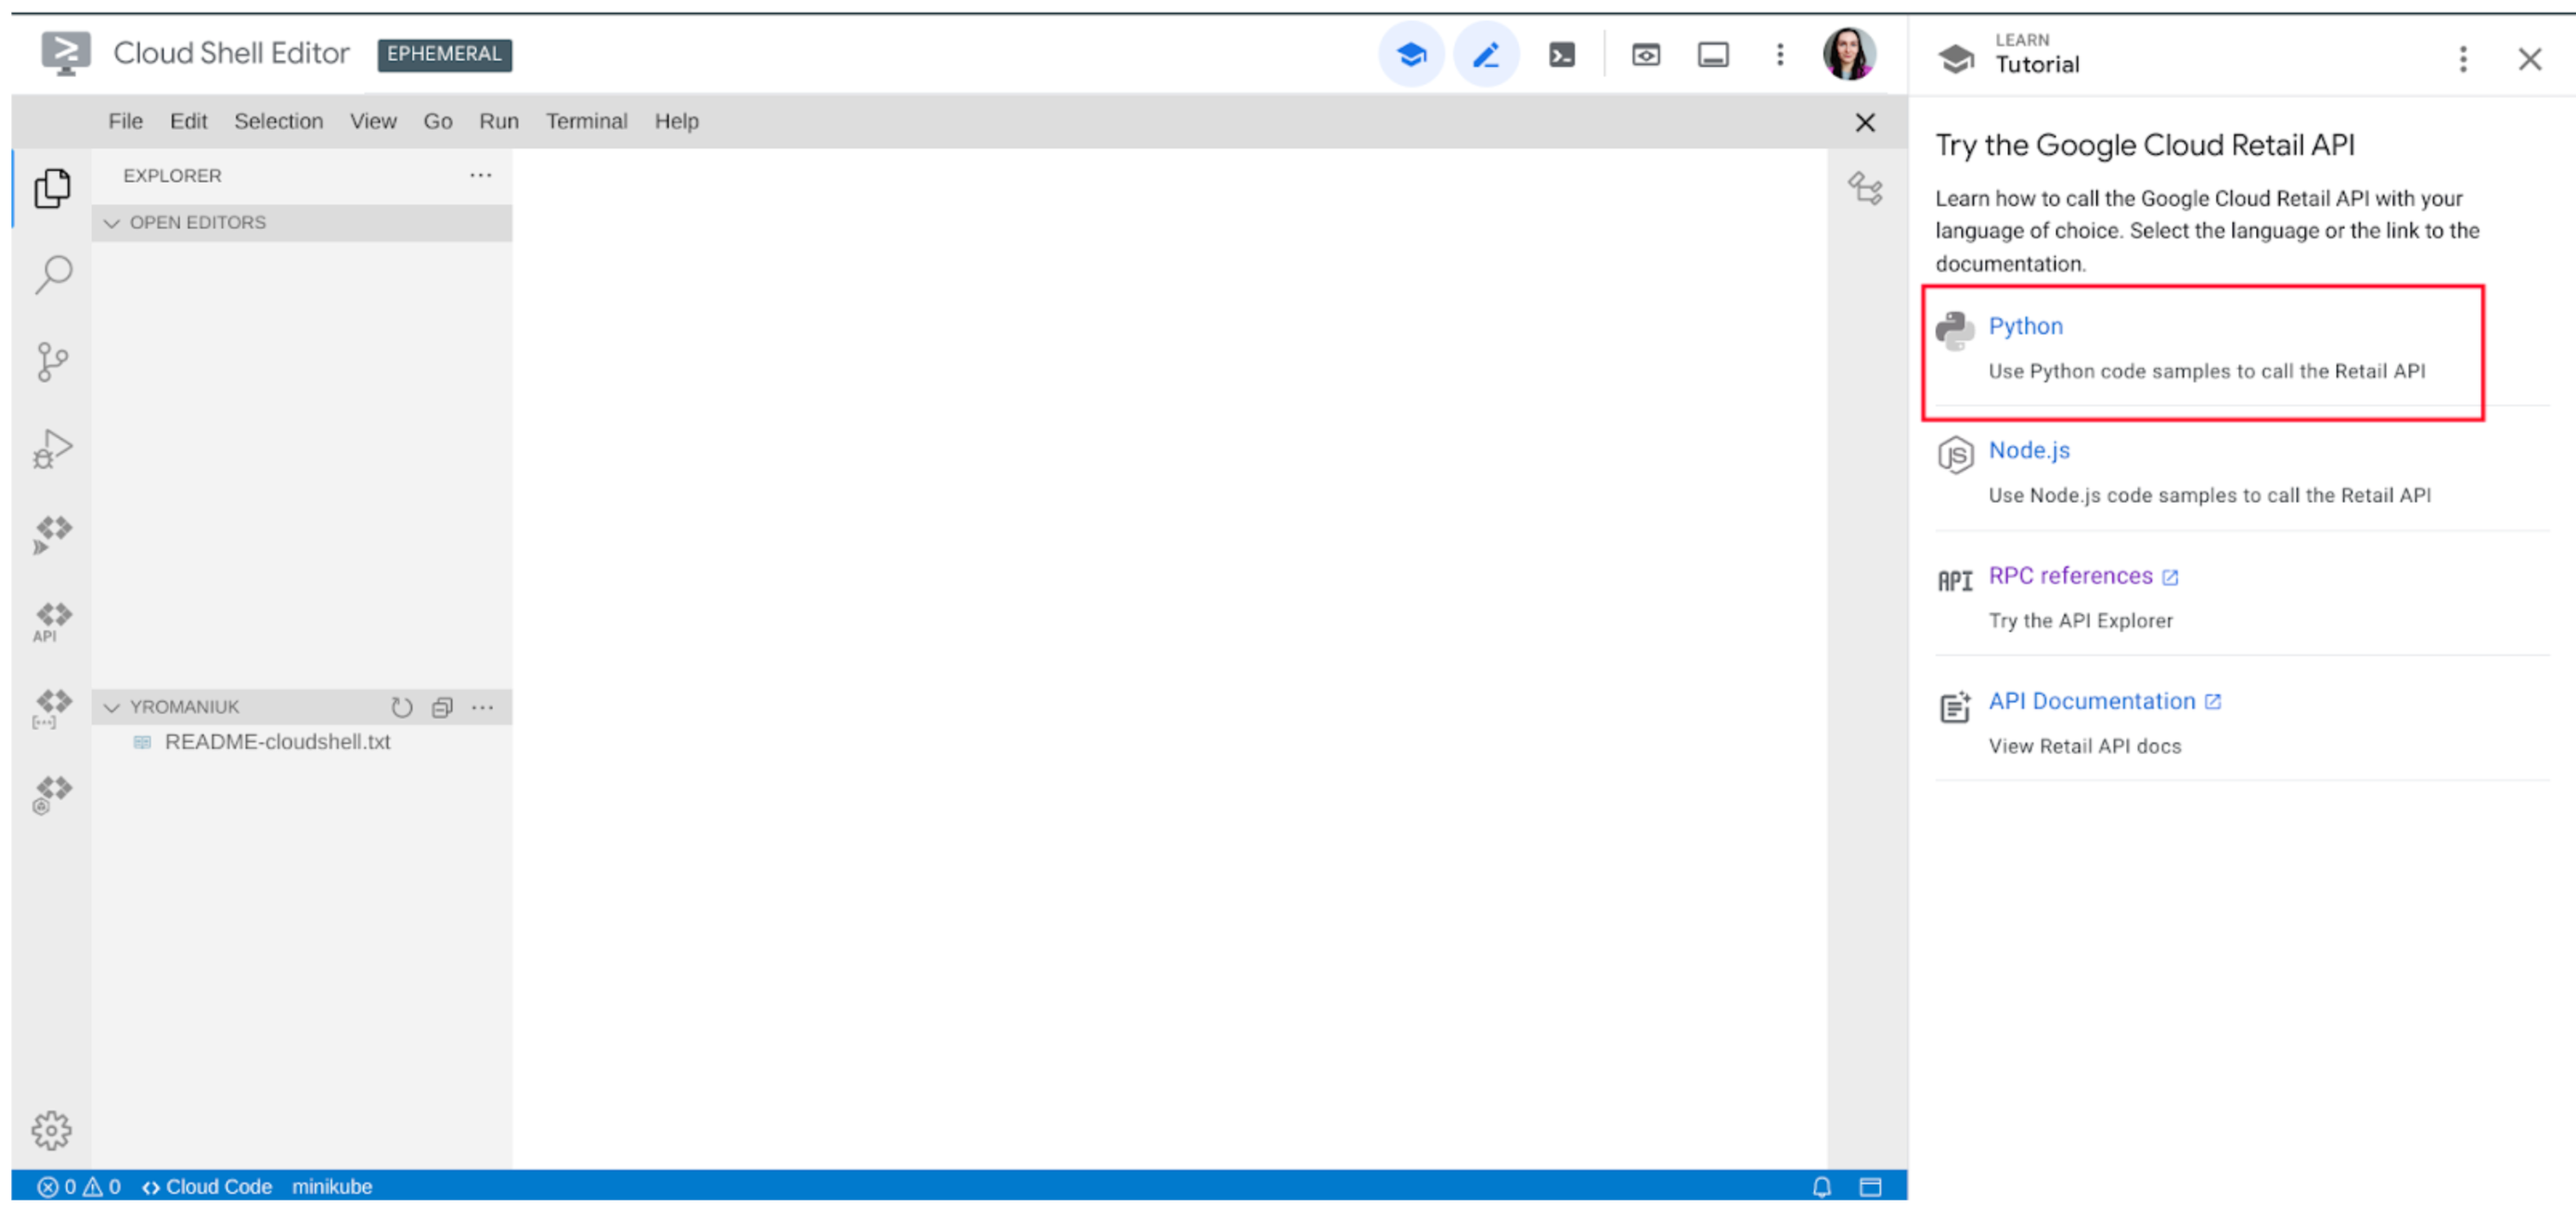 Cloud Shell Editor EPHEMERAL
File Edit Selection View Go Run Terminal Help
EXPLORER
OPEN EDITORS
API
YROMANIUK
README-cloudshell.txt
0 0 Cloud Code minikube
LEARN
Tutorial
Try the Google Cloud Retail API
Learn how to call the Google Cloud Retail API with your
language of choice. Select the language or the link to the
documentation.
Python
Use Python code samples to call the Retail API
JS Node.js
Use Node.js code samples to call the Retail API
API RPC references
Try the API Explorer
API Documentation
View Retail API docs